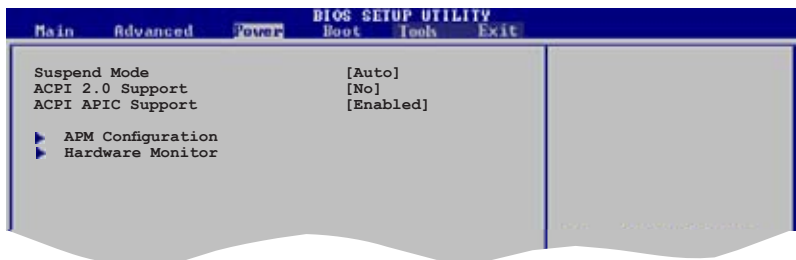 BIOS SETUP UTILITY
Main Advanced Power Boot Tools Exit
Suspend Mode [Auto]
ACPI 2.0 Support [No]
ACPI APIC Support [Enabled]
APM Configuration
Hardware Monitor